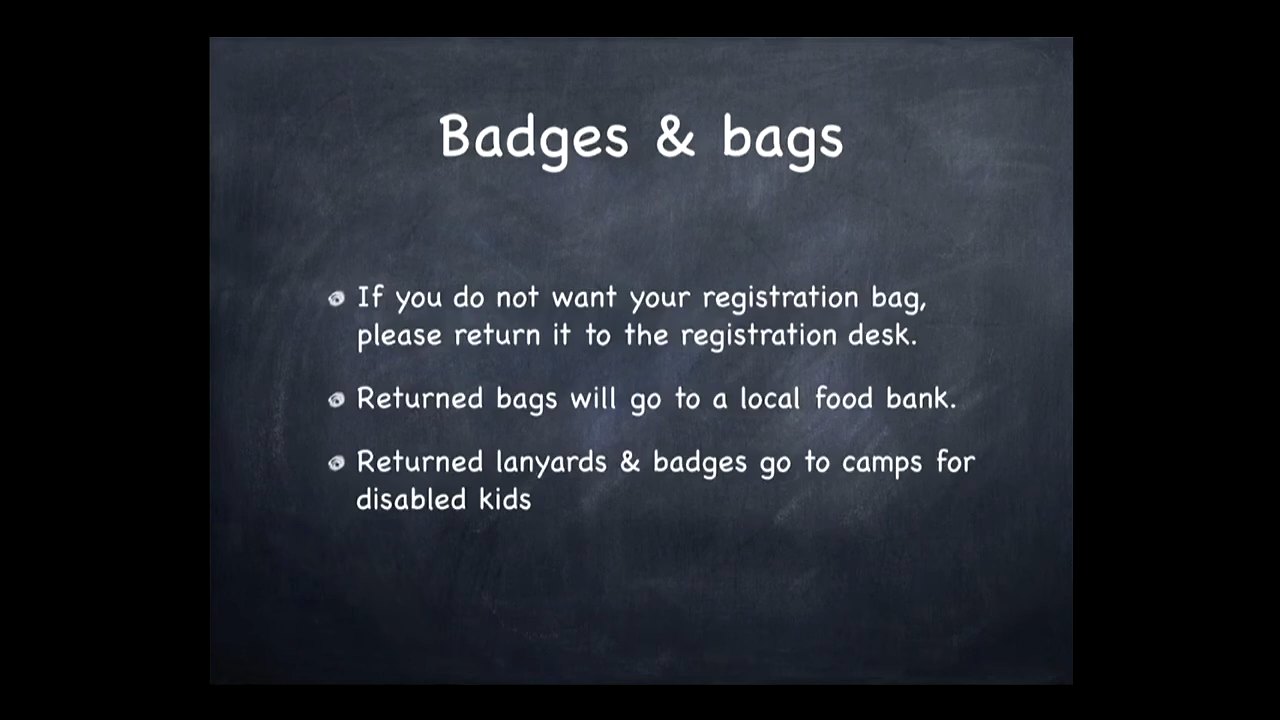 Badges & bags
If you do not want your registration bag,
please return it to the registration desk.
Returned bags will go to a local food bank.
Returned lanyards & badges go to camps for
disabled kids